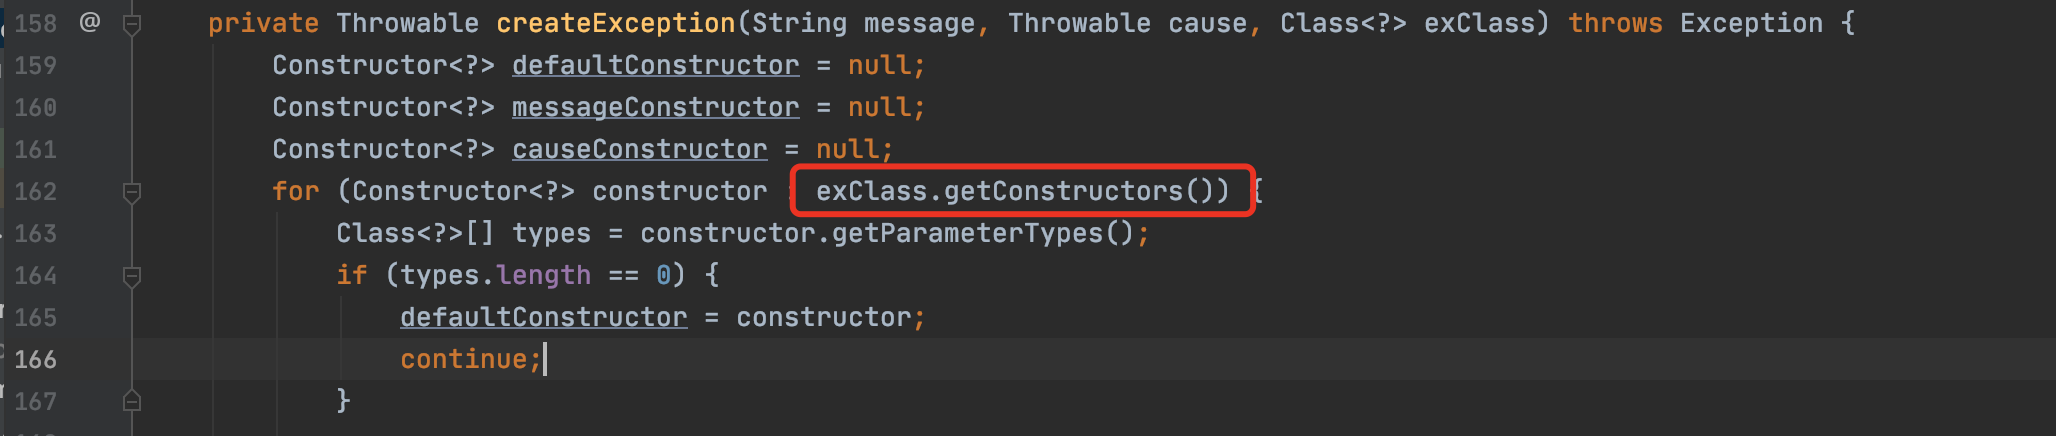 158 @ private Throwable createException(String message, Throwable cause, Class<?> exClass) throws Exception {
159 Constructor<?> defaultConstructor = null;
160 Constructor<?> messageConstructor = null;
161 Constructor<?> causeConstructor = null;
162 for (Constructor<?> constructor exClass.getConstructors()) {
163 Class<?>[] types = constructor.getParameterTypes();
164 if (types.length == 0) {
165 defaultConstructor = constructor;
166 continue;
167 }